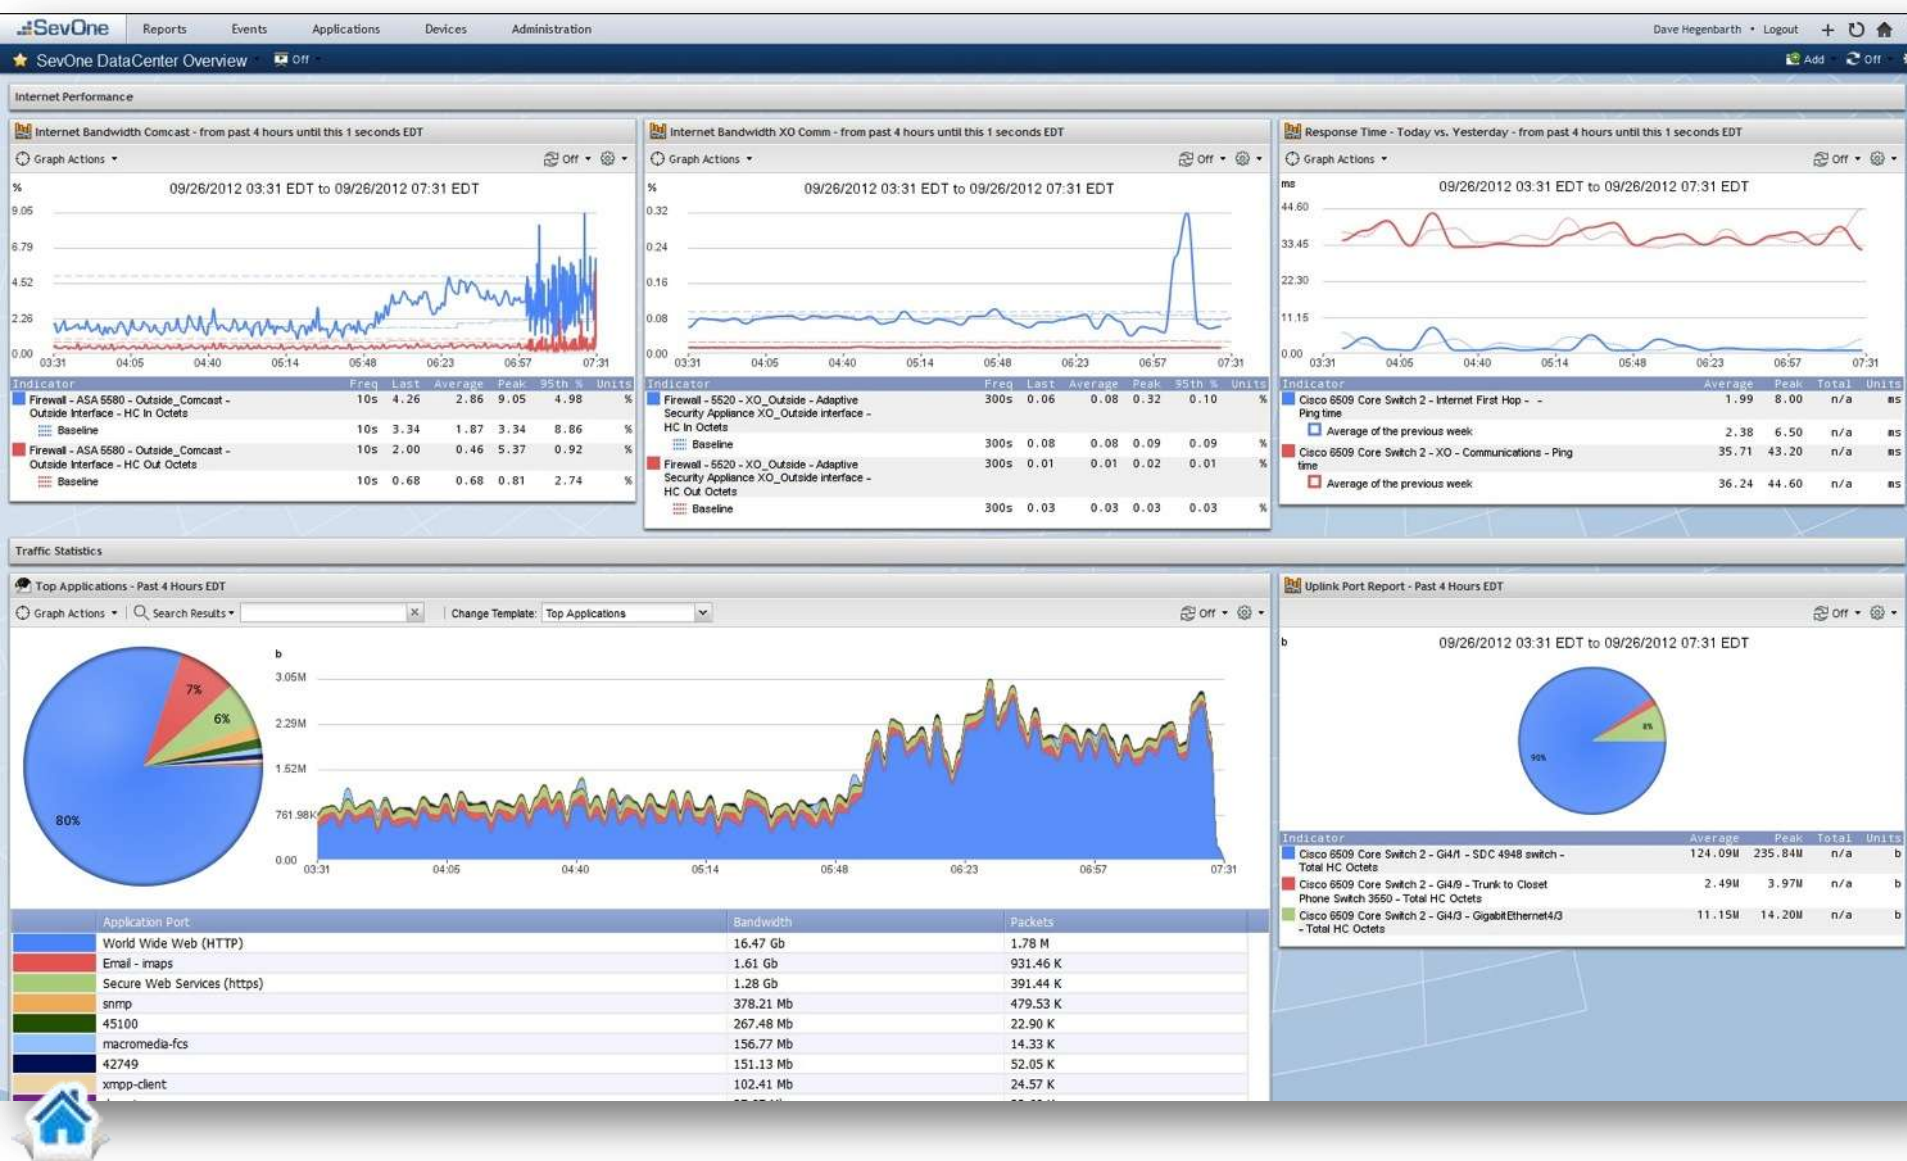 SevOne Reports Events Applications Devices Administration Dave Hegenbarth • Logout
SevOne DataCenter Overview Off Add Off
Internet Performance
Internet Bandwidth Comcast - from past 4 hours until this 1 seconds EDT
Graph Actions Off
% 09/26/2012 03:31 EDT to 09/26/2012 07:31 EDT
9.05
6.79
4.52
2.26
0.00
03:31 04:05 04:40 05:14 05:48 06:23 06:57 07:31
Indicator Freq Last Average Peak 95th % Units
Firewall - ASA 5580 - Outside_Comcast - 10s 4.26 2.86 9.05 4.98 %
Outside Interface - HC In Octets
Baseline 10s 3.34 1.87 3.34 8.86 %
Firewall - ASA 5580 - Outside_Comcast - 10s 2.00 0.46 5.37 0.92 %
Outside Interface - HC Out Octets
Baseline 10s 0.68 0.68 0.81 2.74 %
Internet Bandwidth XO Comm - from past 4 hours until this 1 seconds EDT
Graph Actions Off
% 09/26/2012 03:31 EDT to 09/26/2012 07:31 EDT
0.32
0.24
0.16
0.08
0.00
03:31 04:05 04:40 05:14 05:48 06:23 06:57 07:31
Indicator Freq Last Average Peak 95th % Units
Firewall - 5520 - XO_Outside - Adaptive 300s 0.06 0.08 0.32 0.10 %
Security Appliance XO_Outside interface -
HC In Octets
Baseline 300s 0.08 0.08 0.09 0.09 %
Firewall - 5520 - XO_Outside - Adaptive 300s 0.01 0.01 0.02 0.01 %
Security Appliance XO_Outside interface -
HC Out Octets
Baseline 300s 0.03 0.03 0.03 0.03 %
Response Time - Today vs. Yesterday - from past 4 hours until this 1 seconds EDT
Graph Actions Off
ms 09/26/2012 03:31 EDT to 09/26/2012 07:31 EDT
44.60
33.45
22.30
11.15
0.00
03:31 04:05 04:40 05:14 05:48 06:23 06:57 07:31
Indicator Average Peak Total Units
Cisco 6509 Core Switch 2 - Internet First Hop - - 1.99 8.00 n/a ms
Ping time
Average of the previous week 2.38 6.50 n/a ms
Cisco 6509 Core Switch 2 - XO - Communications - Ping 35.71 43.20 n/a ms
time
Average of the previous week 36.24 44.60 n/a ms
Traffic Statistics
Top Applications - Past 4 Hours EDT
Graph Actions Search Results Change Template: Top Applications Off
7%
6%
80%
b
3.05M
2.29M
1.52M
761.98K
0.00
03:31 04:05 04:40 05:14 05:48 06:23 06:57 07:31
Application Port Bandwidth Packets
World Wide Web (HTTP) 16.47 Gb 1.78 M
Email - imaps 1.61 Gb 931.46 K
Secure Web Services (https) 1.28 Gb 391.44 K
snmp 378.21 Mb 479.53 K
45100 267.48 Mb 22.90 K
macromedia-fcs 156.77 Mb 14.33 K
42749 151.13 Mb 52.05 K
xmpp-client 102.41 Mb 24.57 K
Uplink Port Report - Past 4 Hours EDT
Off
b 09/26/2012 03:31 EDT to 09/26/2012 07:31 EDT
8%
90%
Indicator Average Peak Total Units
Cisco 6509 Core Switch 2 - Gi4/1 - SDC 4948 switch - 124.09M 235.84M n/a b
Total HC Octets
Cisco 6509 Core Switch 2 - Gi4/9 - Trunk to Closet 2.49M 3.97M n/a b
Phone Switch 3550 - Total HC Octets
Cisco 6509 Core Switch 2 - Gi4/3 - GigabitEthernet4/3 11.15M 14.20M n/a b
- Total HC Octets